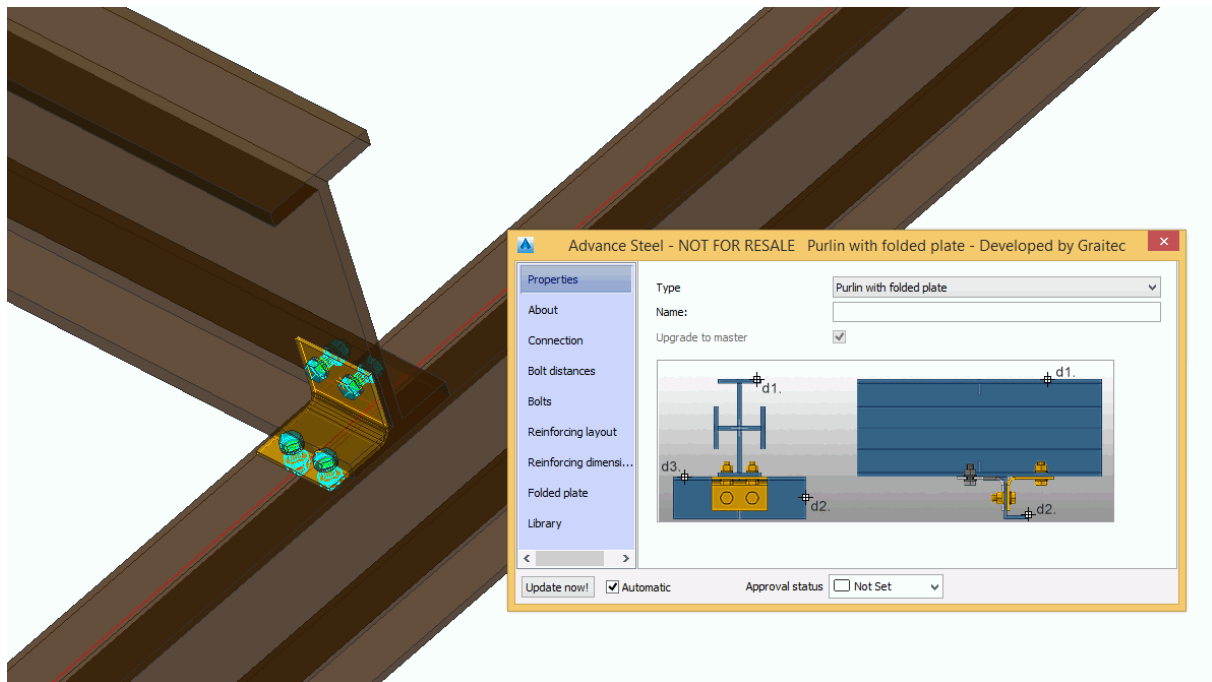 Advance Steel - NOT FOR RESALE Purlin with folded plate - Developed by Graitec
Properties
About
Connection
Bolt distances
Bolts
Reinforcing layout
Reinforcing dimensi...
Folded plate
Library
Type
Purlin with folded plate
Name:
Upgrade to master
d1.
d1.
d3.
d2.
d2.
Update now!
Automatic
Approval status
Not Set